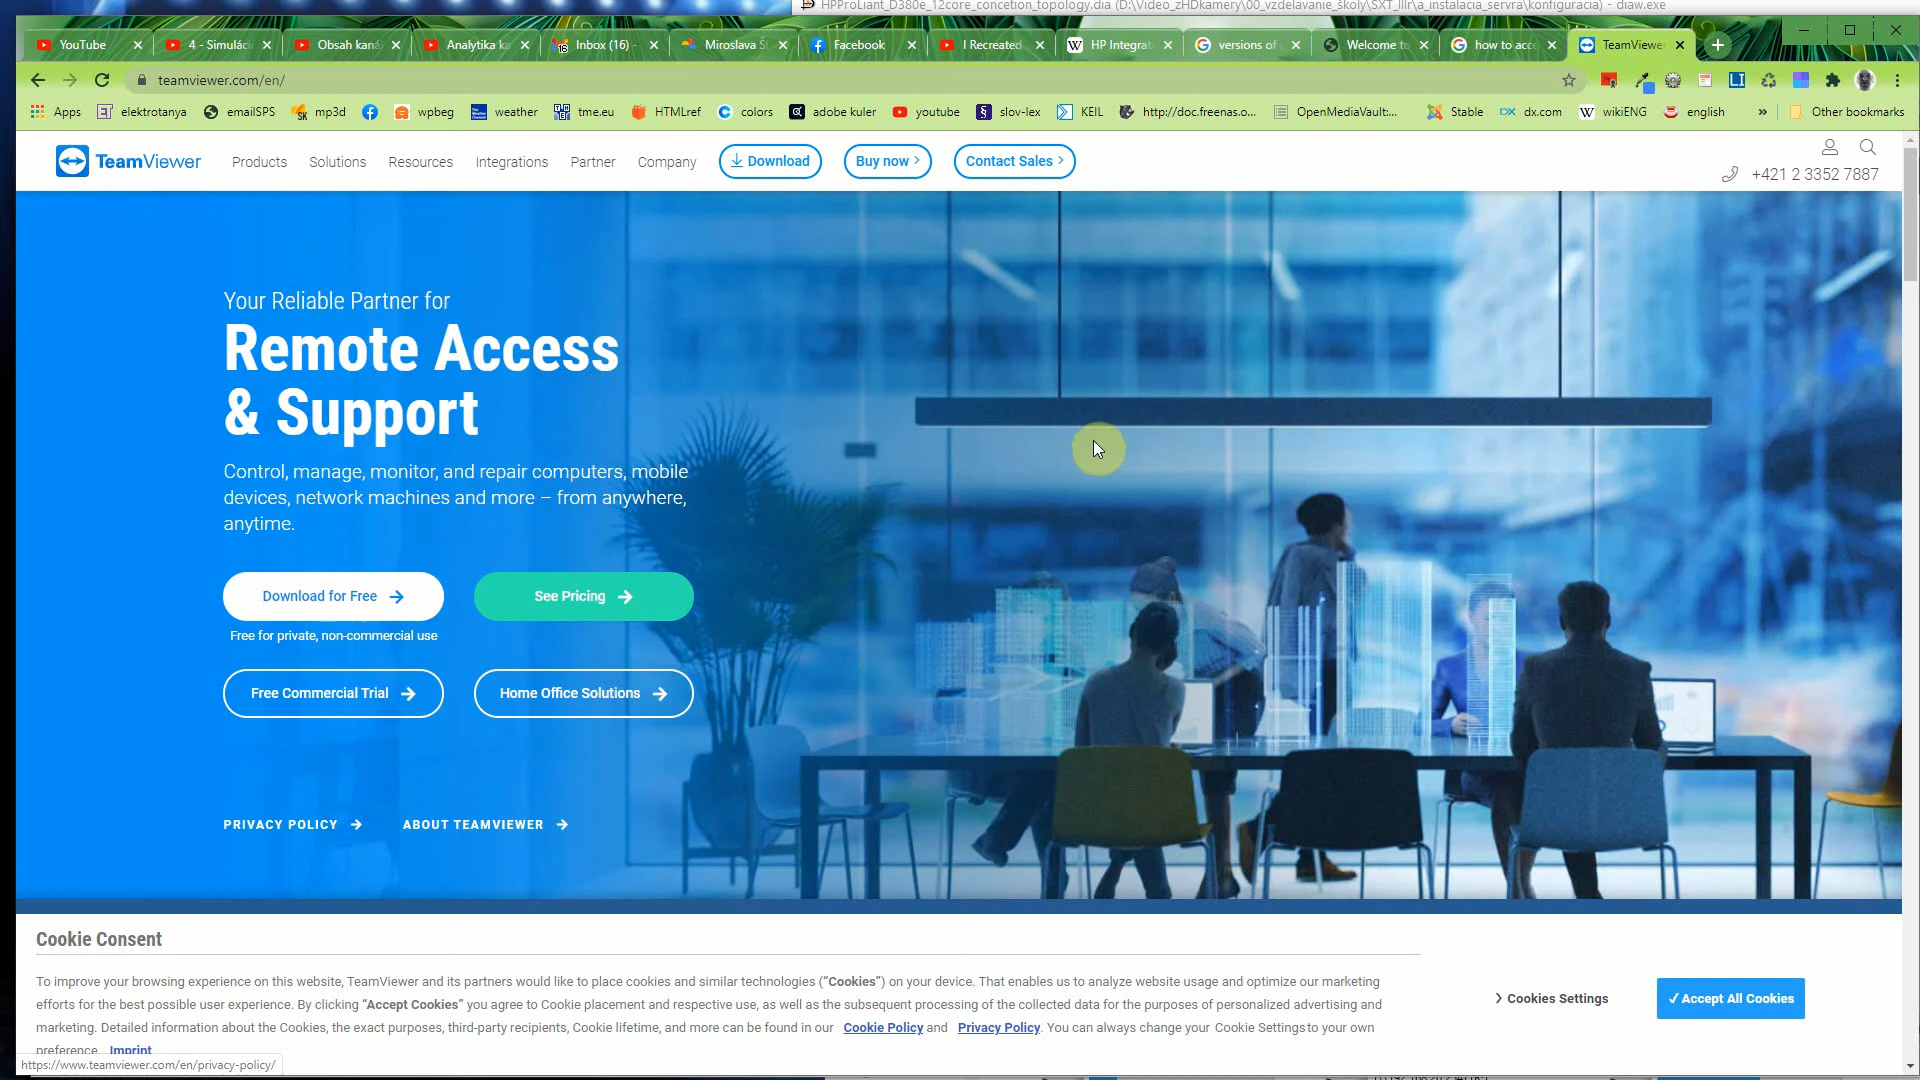 HPProLiant_D380e_12core_concetion_topology.dia (D:\Video_zHDkamery\00_vzdelavanie_školy\SXT_IIIr\a_instalacia_servra\konfiguracia) - diaw.exe
YouTube
4 - Simulác
Obsah kaná
Analytika ka
Inbox (16) -
Miroslava Š
Facebook
I Recreated
HP Integrat
versions of
Welcome to
how to acce
TeamViewer
teamviewer.com/en/
Apps
elektrotanya
emailSPS
mp3d
wpbeg
weather
tme.eu
HTMLref
colors
adobe kuler
youtube
slov-lex
KEIL
http://doc.freenas.o...
OpenMediaVault:...
Stable
dx.com
wikiENG
english
»
Other bookmarks
TeamViewer
Products
Solutions
Resources
Integrations
Partner
Company
Download
Buy now
Contact Sales
+421 2 3352 7887
Your Reliable Partner for
Remote Access
& Support
Control, manage, monitor, and repair computers, mobile
devices, network machines and more – from anywhere,
anytime.
Download for Free
See Pricing
Free for private, non-commercial use
Free Commercial Trial
Home Office Solutions
PRIVACY POLICY
ABOUT TEAMVIEWER
Cookie Consent
To improve your browsing experience on this website, TeamViewer and its partners would like to place cookies and similar technologies (“Cookies”) on your device. That enables us to analyze website usage and optimize our marketing
efforts for the best possible user experience. By clicking “Accept Cookies” you agree to Cookie placement and respective use, as well as the subsequent processing of the collected data for the purposes of personalized advertising and
marketing. Detailed information about the Cookies, the exact purposes, third-party recipients, Cookie lifetime, and more can be found in our Cookie Policy and Privacy Policy. You can always change your Cookie Settings to your own
preference. Imprint
Cookies Settings
Accept All Cookies
https://www.teamviewer.com/en/privacy-policy/